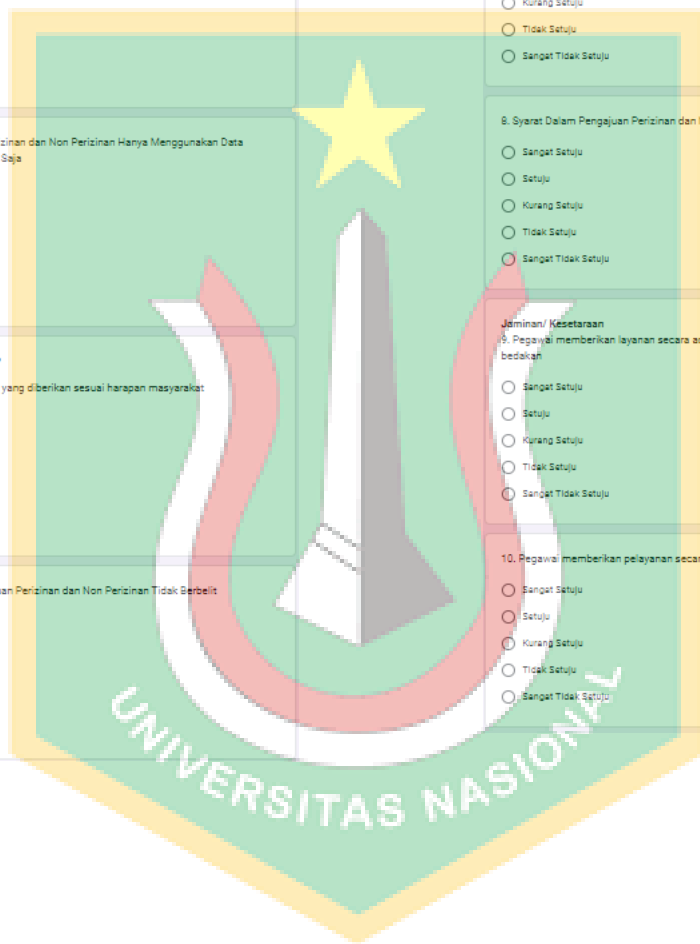 zinan dan Non Perizinan Hanya Menggunakan Data
Saja
yang diberikan sesuai harapan masyarakat
an Perizinan dan Non Perizinan Tidak Berbelit
Kurang Setuju
Tidak Setuju
Sangat Tidak Setuju
8. Syarat Dalam Pengajuan Perizinan dan
Sangat Setuju
Setuju
Kurang Setuju
Tidak Setuju
Sangat Tidak Setuju
Jaminan/ Kesetaraan
9. Pegawai memberikan layanan secara
bedakan
Sangat Setuju
Setuju
Kurang Setuju
Tidak Setuju
Sangat Tidak Setuju
10. Pegawai memberikan pelayanan secar
Sangat Setuju
Setuju
Kurang Setuju
Tidak Setuju
Sangat Tidak Setuju
UNIVERSITAS NASIONAL